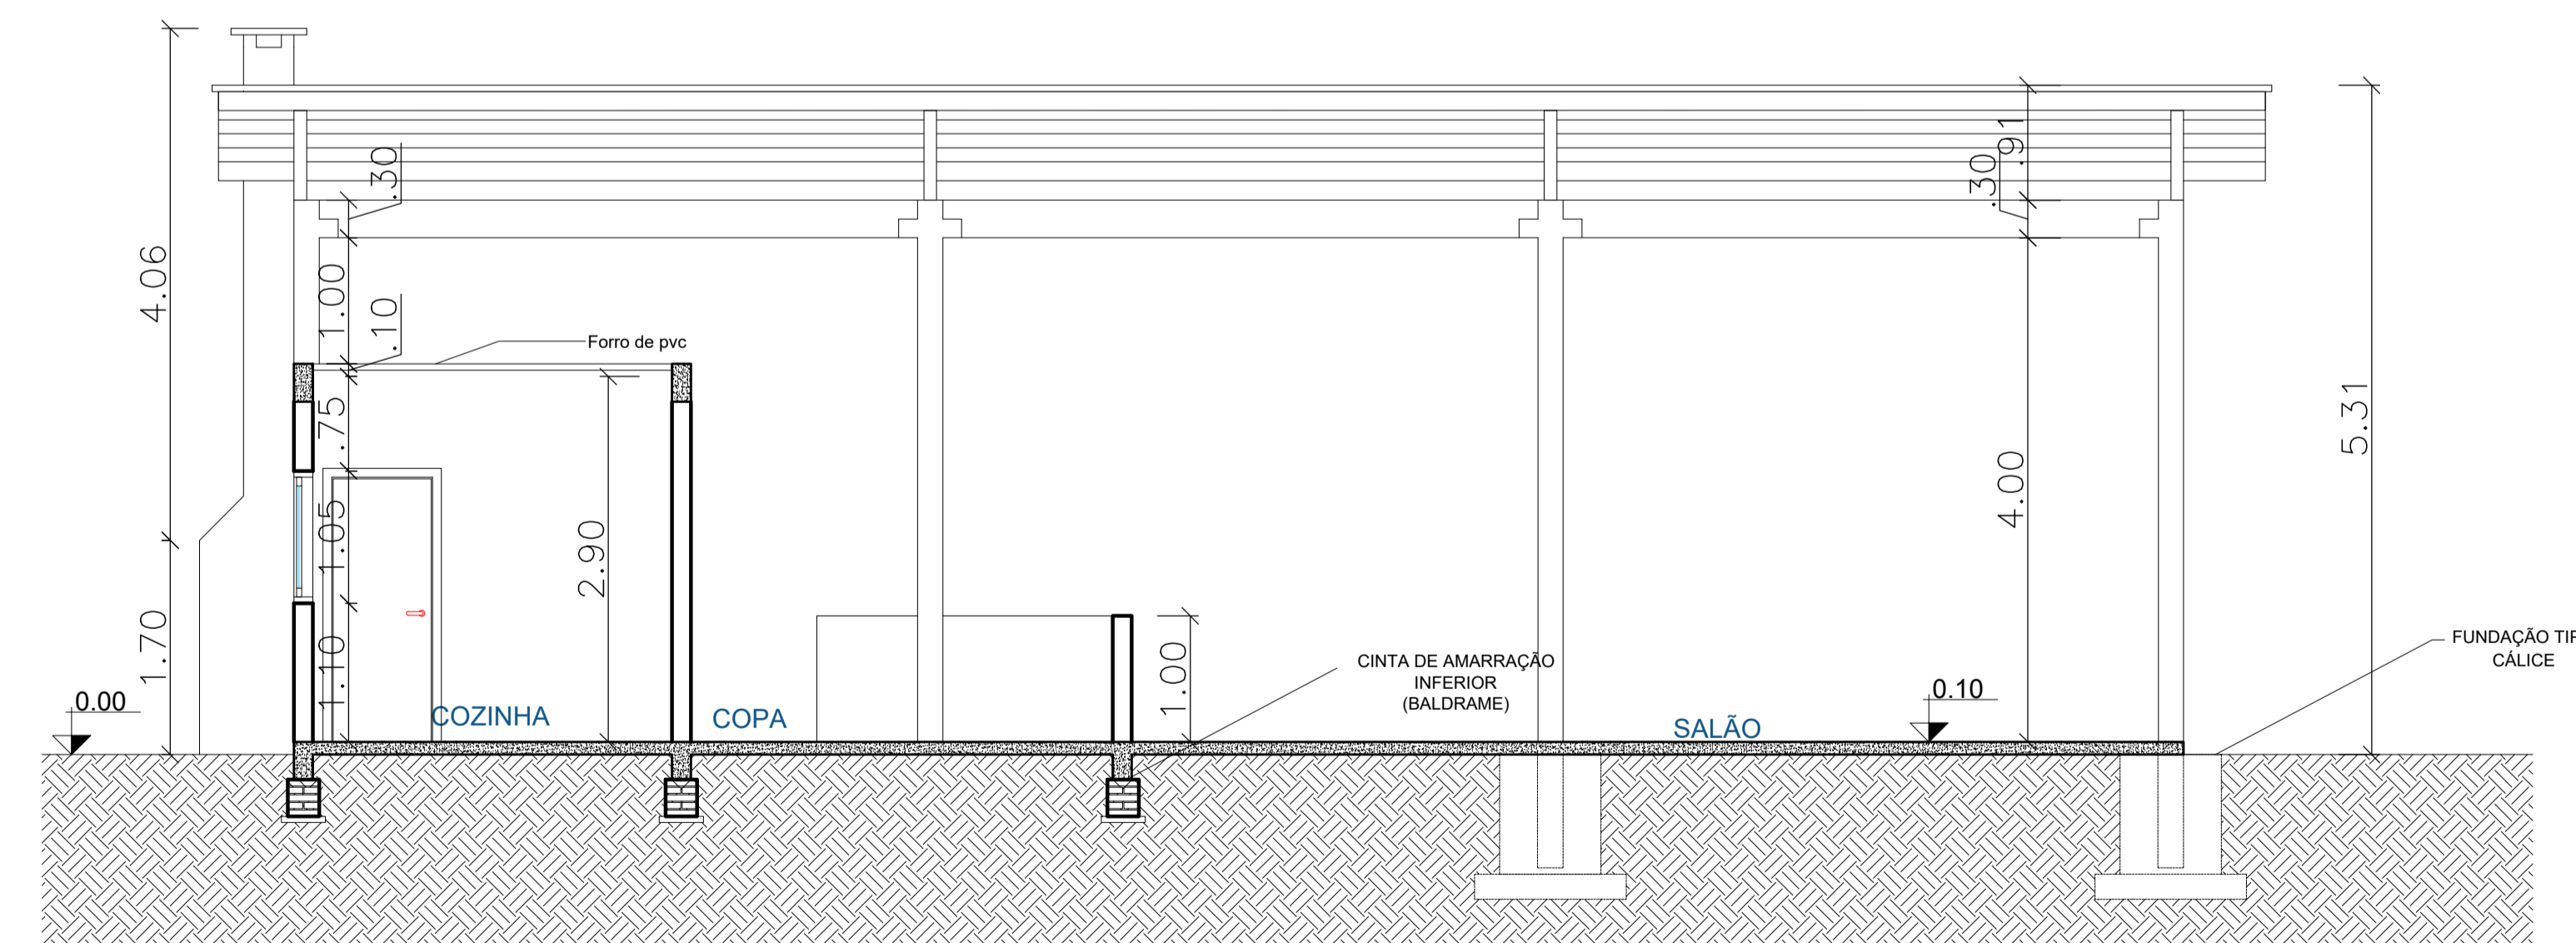 .30
.91
.30
4.06
1.00
.10
Forro de pvc
.75
5.31
4.00
1.05
2.90
1.70
1.10
1.00
CINTA DE AMARRAÇÃO
INFERIOR
(BALDRAME)
FUNDAÇÃO TIP
CÁLICE
0.00
0.10
COZINHA
COPA
SALÃO